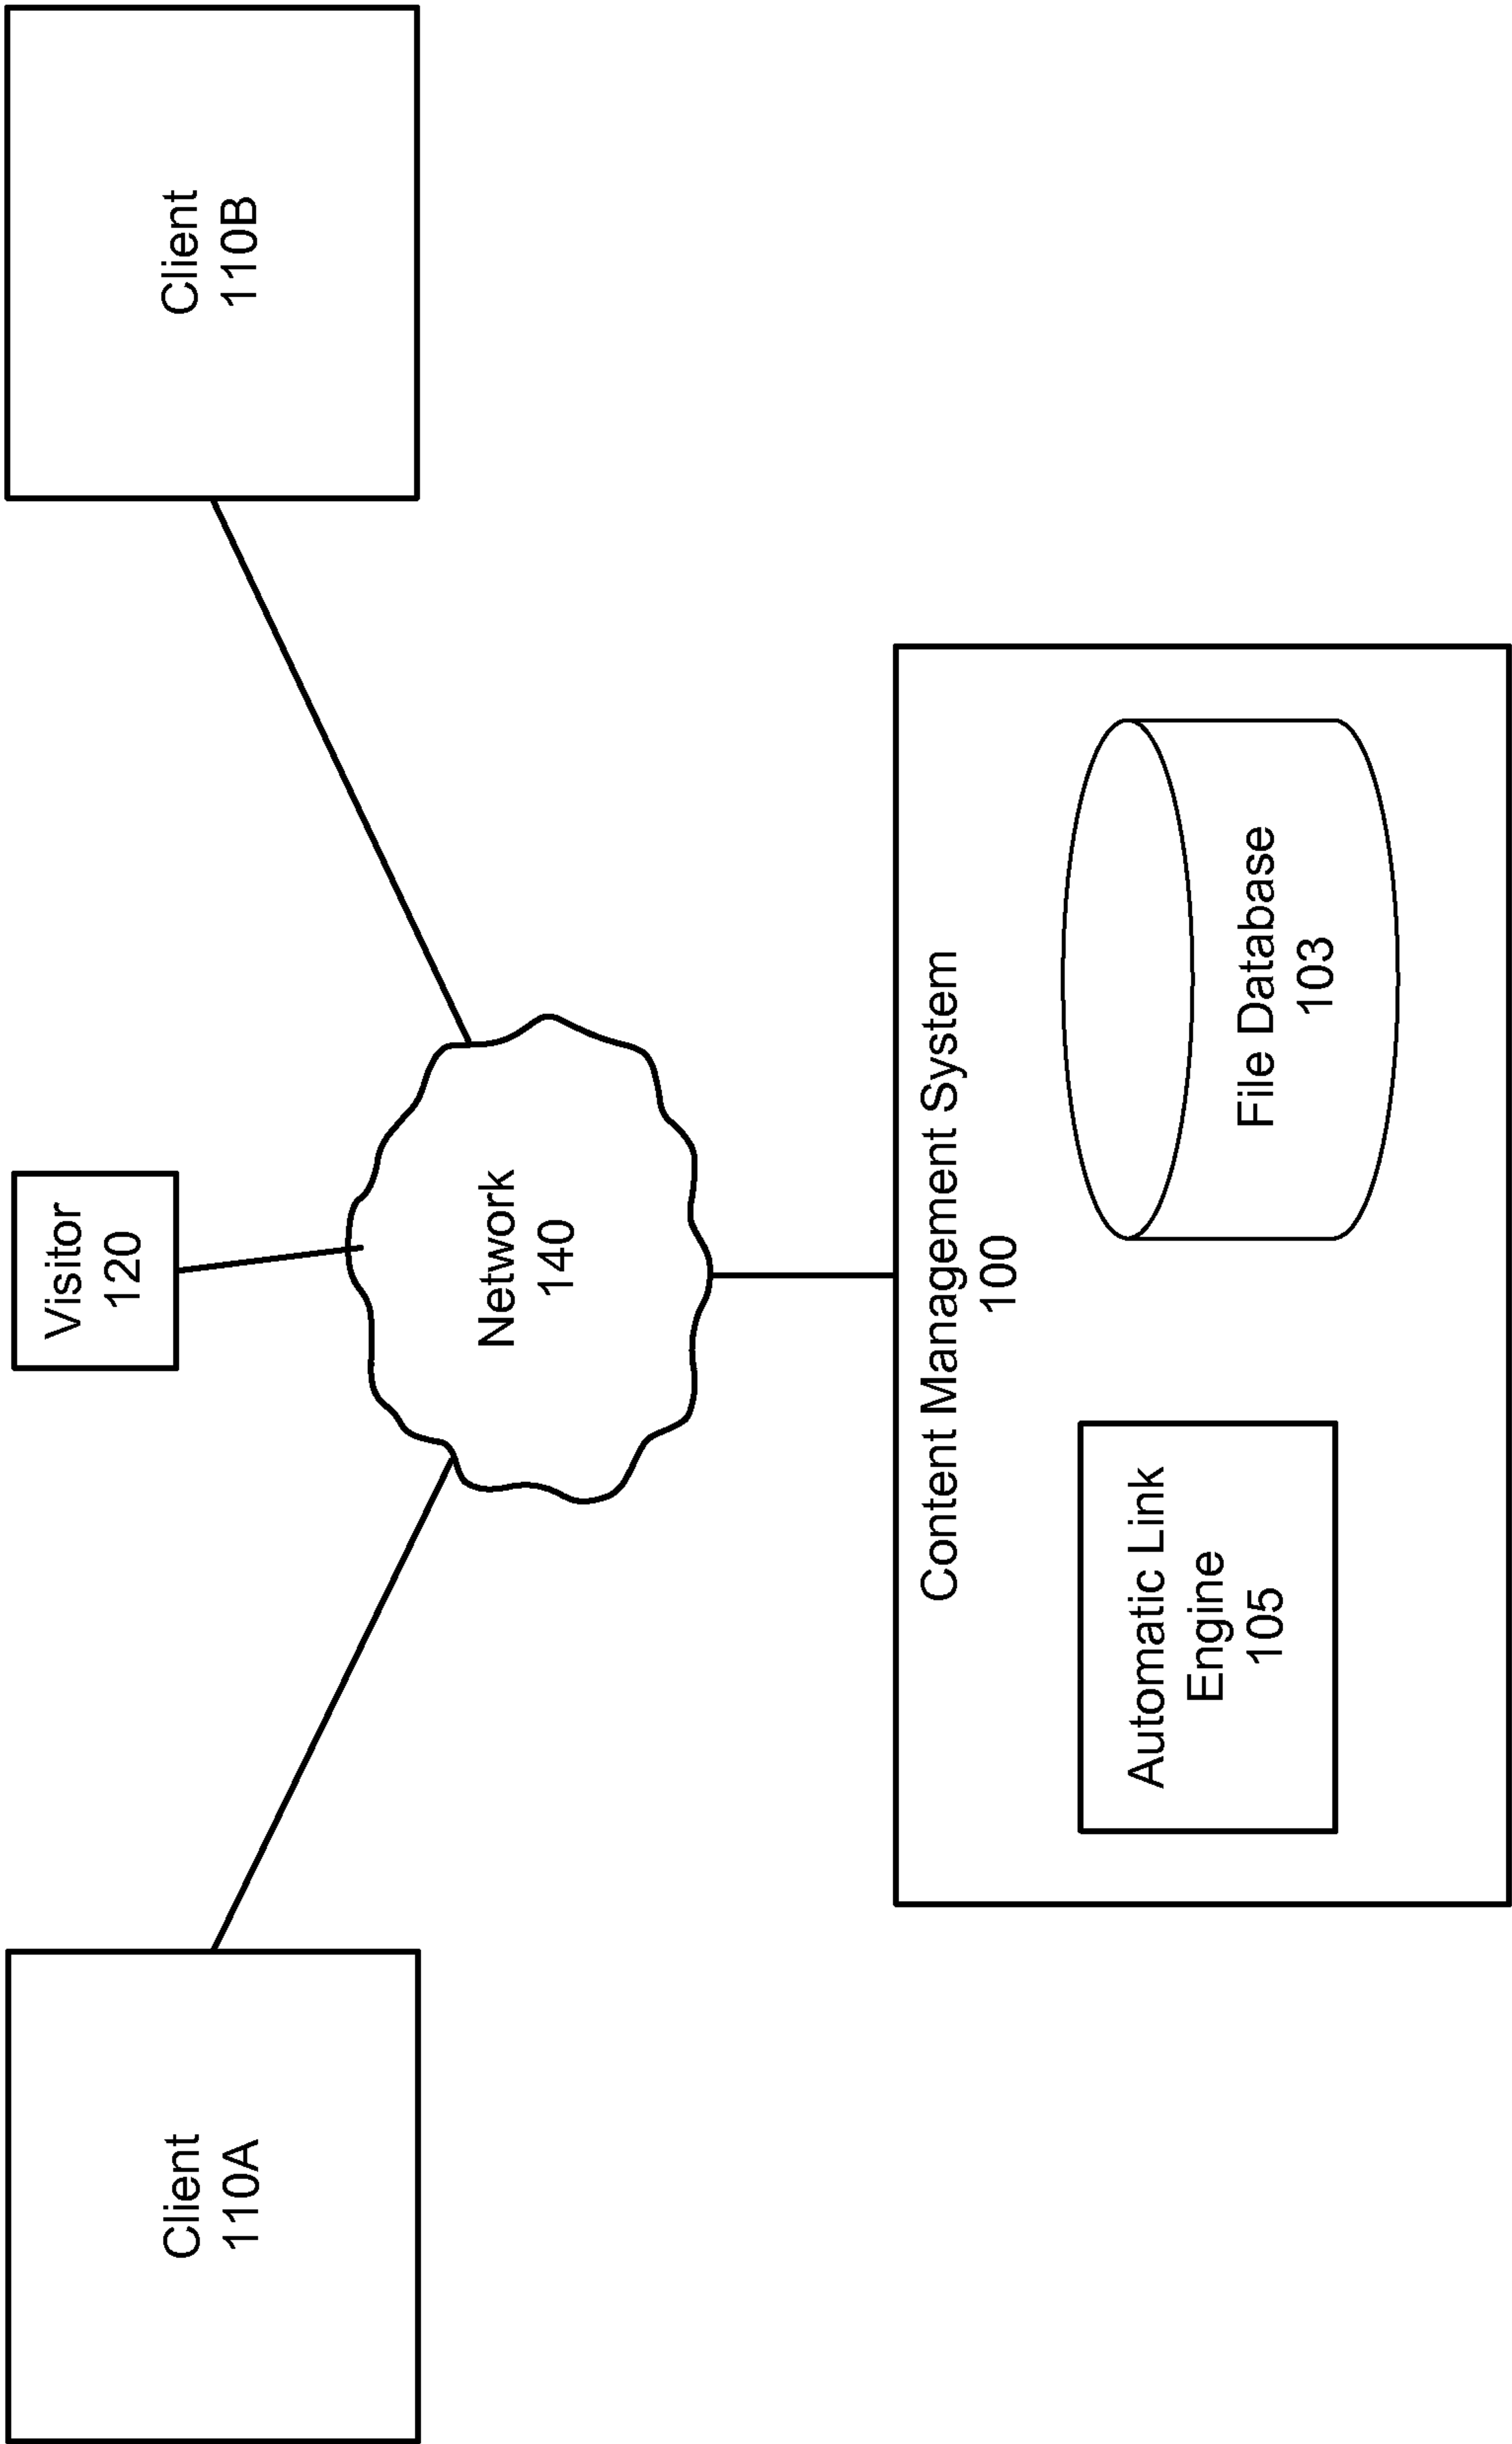 Client
110A
Visitor
120
Client
110B
Network
140
Content Management System
100
Automatic Link
Engine
105
File Database
103